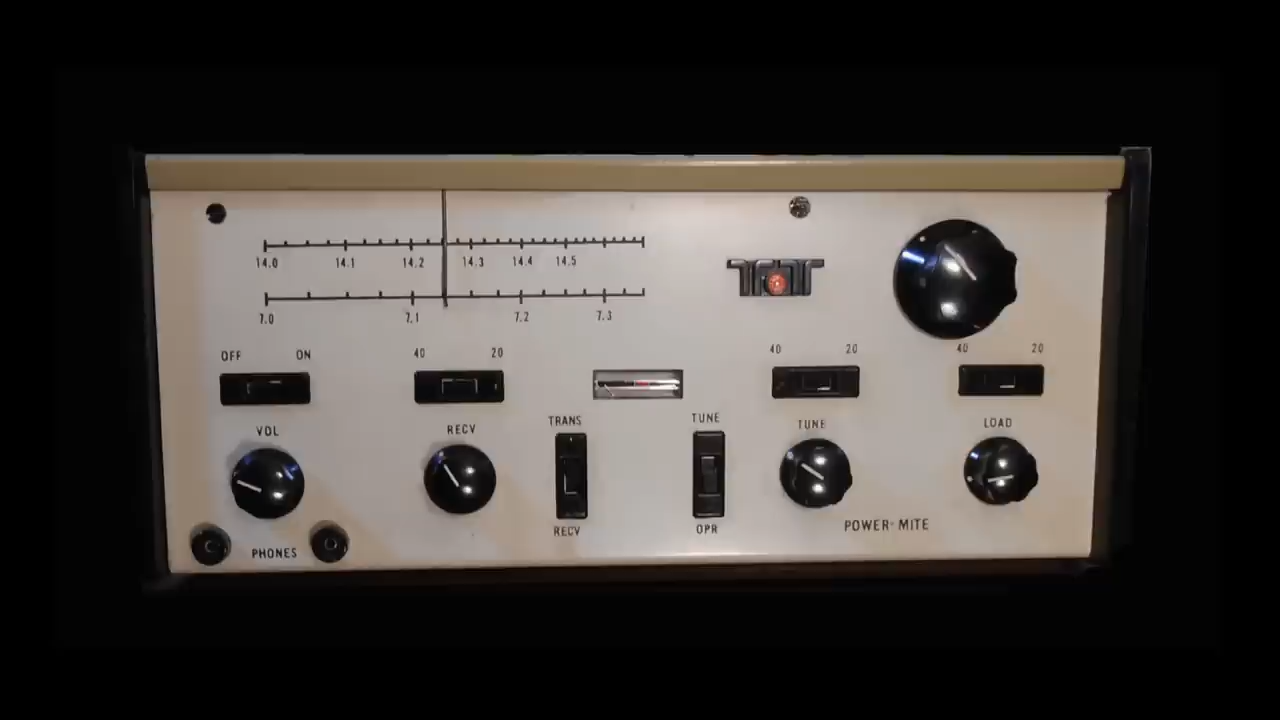 14.0 14.1 14.2 14.3 14.4 14.5
7.0 7.1 7.2 7.3
OFF ON 40 20 40 20 40 20
VOL RECV TRANS TUNE TUNE LOAD
RECV OPR POWER-MITE
PHONES